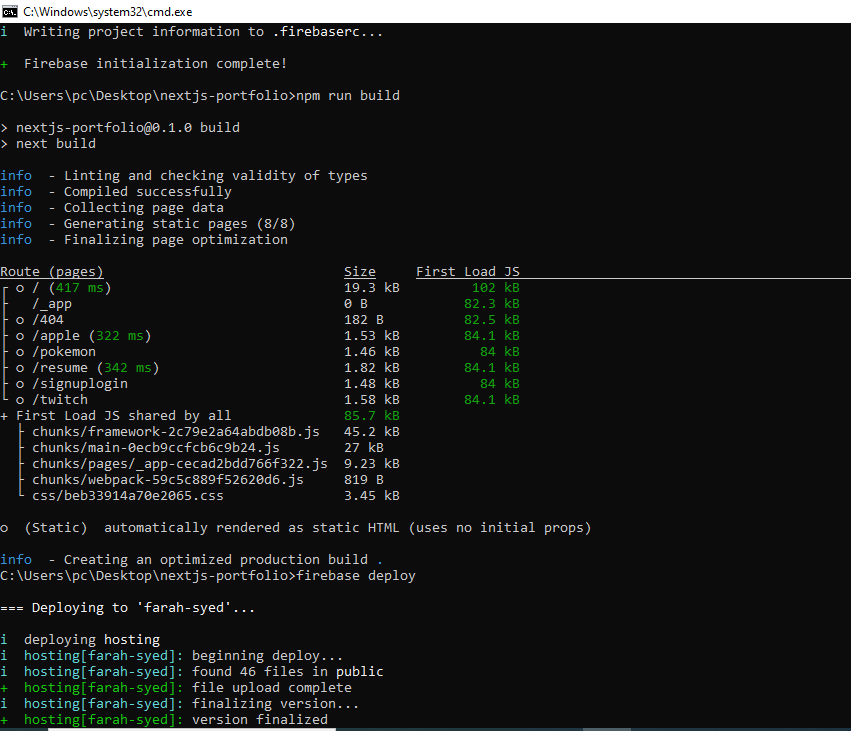 C:\Windows\system32\cmd.exe
i  Writing project information to .firebaserc...
+  Firebase initialization complete!
C:\Users\pc\Desktop\nextjs-portfolio>npm run build
> nextjs-portfolio@0.1.0 build
> next build
info  - Linting and checking validity of types
info  - Compiled successfully
info  - Collecting page data
info  - Generating static pages (8/8)
info  - Finalizing page optimization
Route (pages)                              Size     First Load JS
┌ o / (417 ms)                             19.3 kB         102 kB
├   /_app                                  0 B            82.3 kB
├ o /404                                   182 B          82.5 kB
├ o /apple (322 ms)                        1.53 kB        84.1 kB
├ o /pokemon                               1.46 kB          84 kB
├ o /resume (342 ms)                       1.82 kB        84.1 kB
├ o /signuplogin                           1.48 kB          84 kB
└ o /twitch                                1.58 kB        84.1 kB
+ First Load JS shared by all              85.7 kB
  ├ chunks/framework-2c79e2a64abdb08b.js   45.2 kB
  ├ chunks/main-0ecb9ccfcb6c9b24.js        27 kB
  ├ chunks/pages/_app-cecad2bdd766f322.js  9.23 kB
  ├ chunks/webpack-59c5c889f52620d6.js     819 B
  └ css/beb33914a70e2065.css               3.45 kB
o  (Static)  automatically rendered as static HTML (uses no initial props)
info  - Creating an optimized production build .
C:\Users\pc\Desktop\nextjs-portfolio>firebase deploy
=== Deploying to 'farah-syed'...
i  deploying hosting
i  hosting[farah-syed]: beginning deploy...
i  hosting[farah-syed]: found 46 files in public
+  hosting[farah-syed]: file upload complete
i  hosting[farah-syed]: finalizing version...
+  hosting[farah-syed]: version finalized